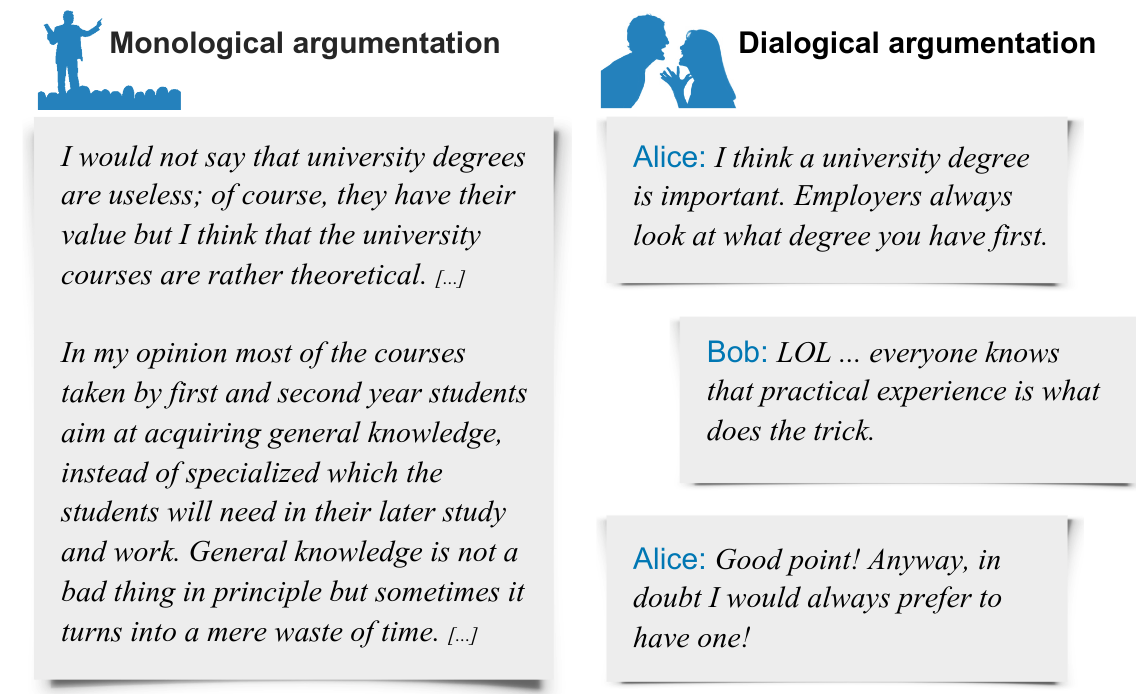 Monological argumentation
I would not say that university degrees
are useless; of course, they have their
value but I think that the university
courses are rather theoretical. [...]
In my opinion most of the courses
taken by first and second year students
aim at acquiring general knowledge,
instead of specialized which the
students will need in their later study
and work. General knowledge is not a
bad thing in principle but sometimes it
turns into a mere waste of time. [...]
Dialogical argumentation
Alice: I think a university degree
is important. Employers always
look at what degree you have first.
Bob: LOL ... everyone knows
that practical experience is what
does the trick.
Alice: Good point! Anyway, in
doubt I would always prefer to
have one!